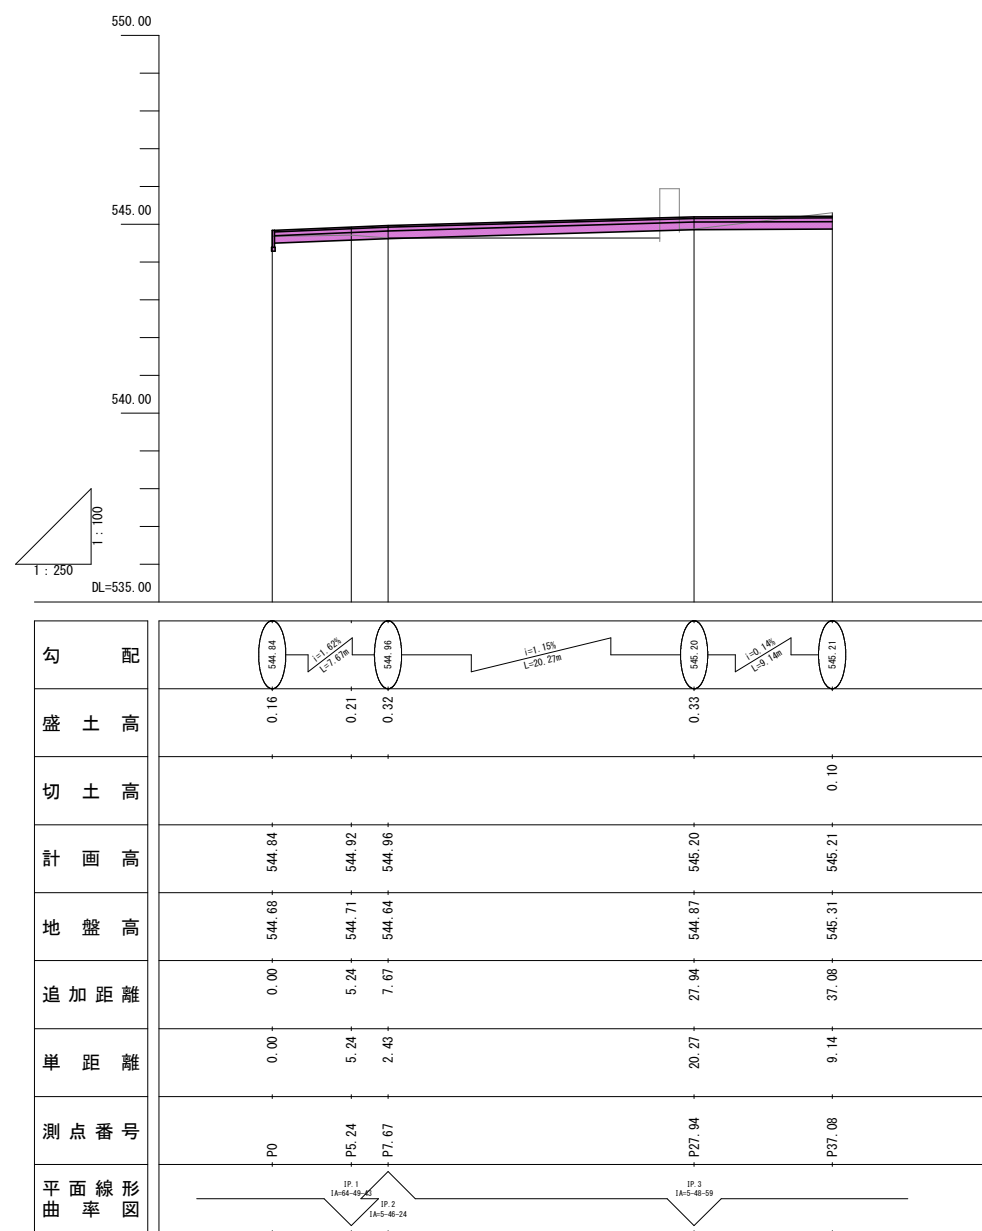 550.00
545.00
540.00
1:100
1:250
DL=535.00
勾配
544.84
i=1.62%
L=7.67m
544.96
i=1.15%
L=20.27m
545.20
i=0.14%
L=9.14m
545.21
盛土高
0.16
0.21
0.32
0.33
切土高
0.10
計画高
544.84
544.92
544.96
545.20
545.21
地盤高
544.68
544.71
544.64
544.87
545.31
追加距離
0.00
5.24
7.67
27.94
37.08
単距離
0.00
5.24
2.43
20.27
9.14
測点番号
P0
P5.24
P7.67
P27.94
P37.08
平面線形
曲率図
IP.1
IA=64-49-43
IP.2
IA=5-46-24
IP.3
IA=5-48-59